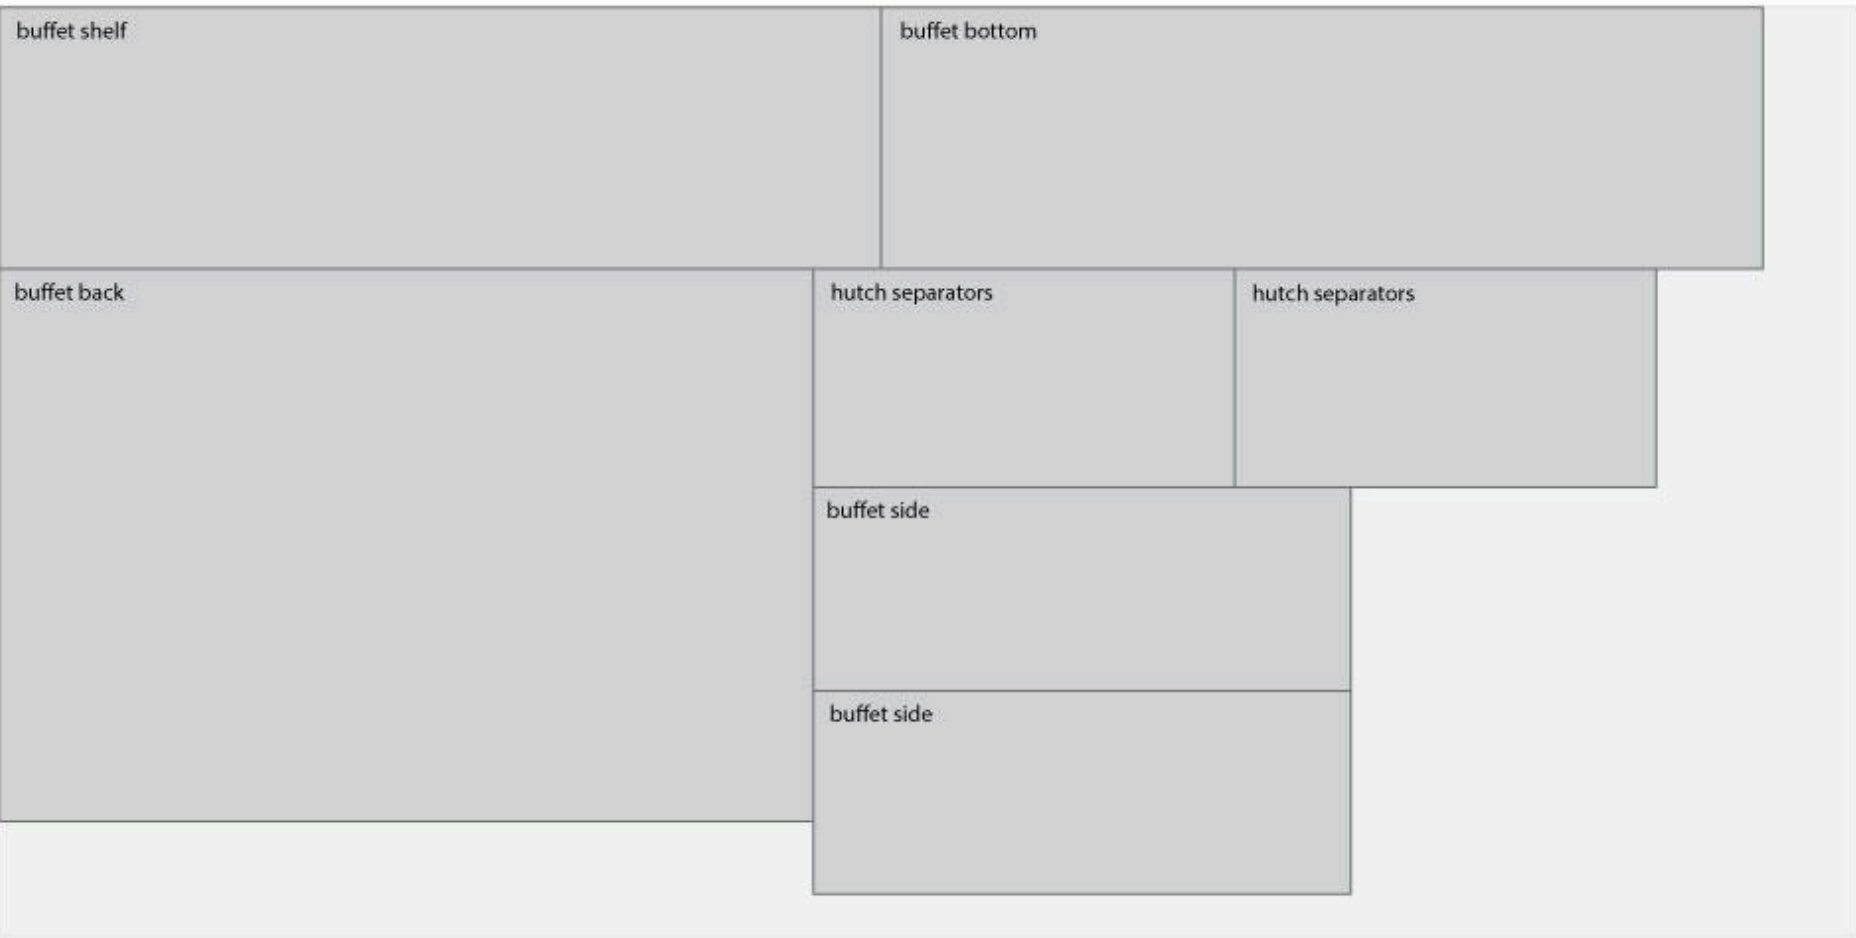 buffet shelf
buffet bottom
buffet back
hutch separators
hutch separators
buffet side
buffet side